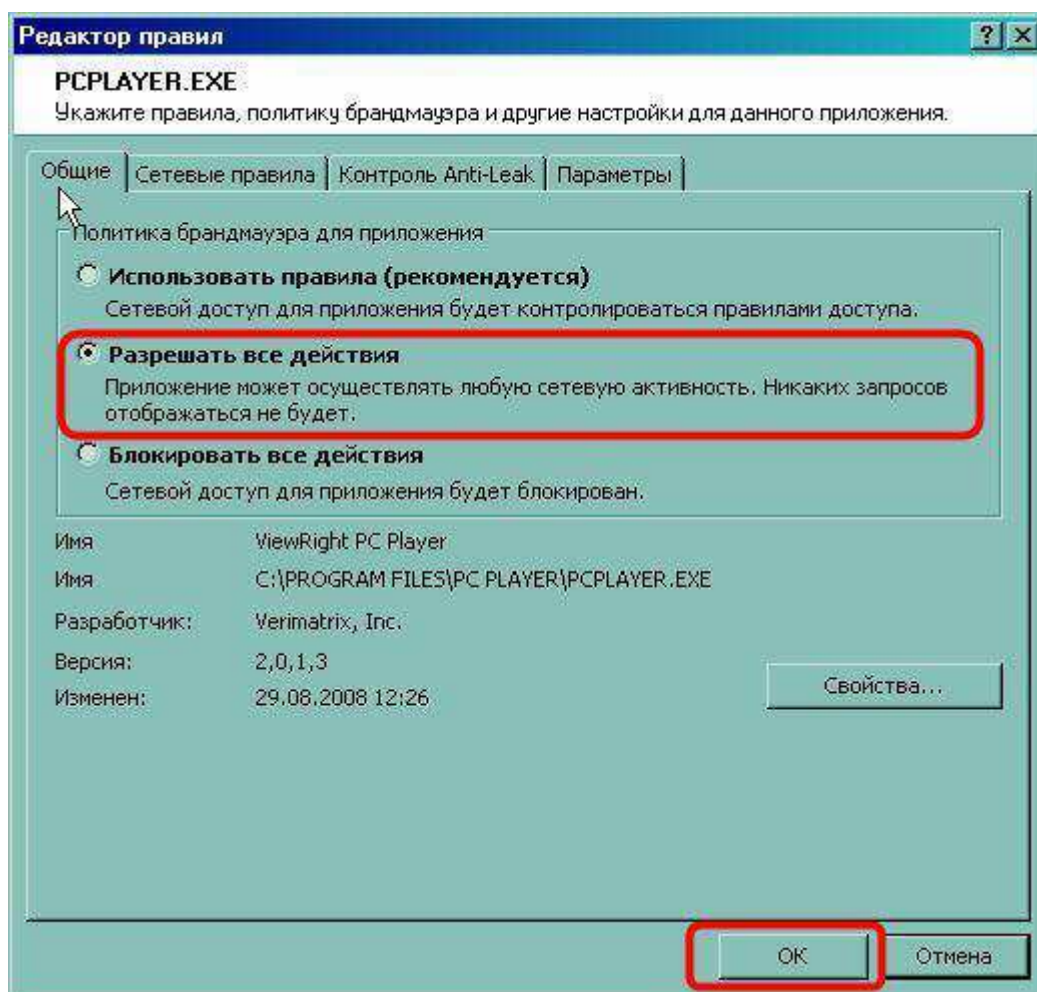 Редактор правил
PCPLAYER.EXE
Укажите правила, политику брандмауэра и другие настройки для данного приложения.
Общие Сетевые правила Контроль Anti-Leak Параметры
Политика брандмауэра для приложения
Использовать правила (рекомендуется)
Сетевой доступ для приложения будет контролироваться правилами доступа.
Разрешать все действия
Приложение может осуществлять любую сетевую активность. Никаких запросов
отображаться не будет.
Блокировать все действия
Сетевой доступ для приложения будет блокирован.
Имя ViewRight PC Player
Имя C:\PROGRAM FILES\PC PLAYER\PCPLAYER.EXE
Разработчик: Verimatrix, Inc.
Версия: 2,0,1,3
Изменен: 29.08.2008 12:26
Свойства...
OK Отмена